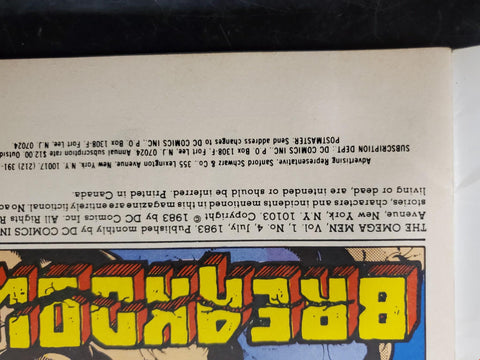 BREAKDO
THE OMEGA MEN, Vol. 1, No. 4, July, 1983. Published monthly by DC COMICS IN
Avenue, New York, N.Y. 10103. Copyright © 1983 by DC Comics Inc. All Rights R
stories, characters and incidents mentioned in this magazine are entirely fictional. No ac
living or dead, are intended or should be inferred. Printed in Canada.
Advertising Representative, Sanford Schwarz & Co., 355 Lexington Avenue, New York, N.Y. 10017 (212) 391-
SUBSCRIPTION DEPT.: DC COMICS INC., P.O. Box 1308-F, Fort Lee, N.J. 07024 Annual subscription rate $12.00. Outsid
POSTMASTER: Send address changes to DC COMICS INC., P.O. Box 1308-F, Fort Lee, N.J. 07024